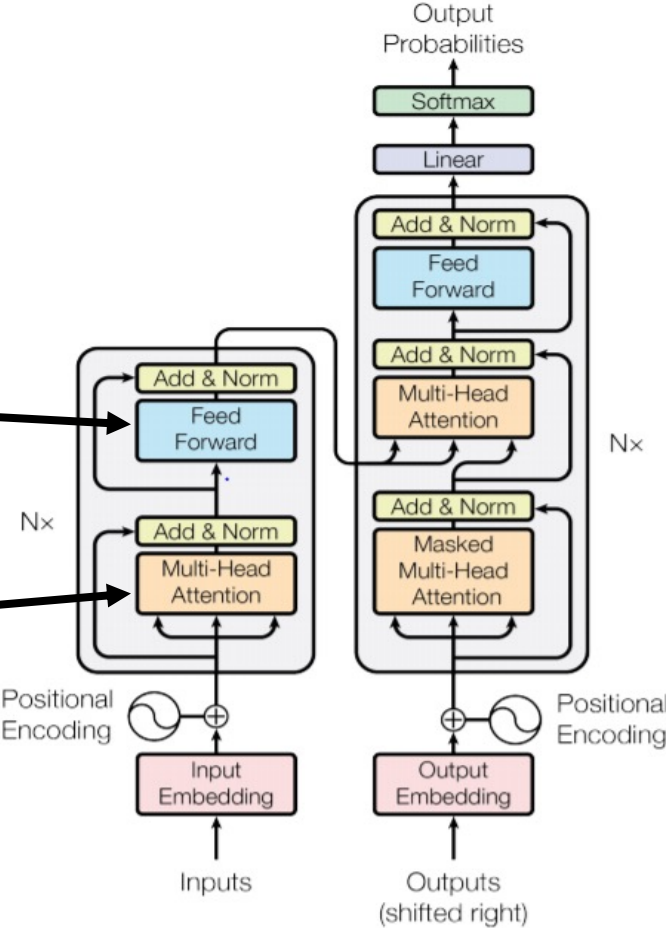 Output
Probabilities
Softmax
Linear
Add & Norm
Feed
Forward
Add & Norm
Multi-Head
Attention
Nx
Add & Norm
Masked
Multi-Head
Attention
Add & Norm
Feed
Forward
Nx
Add & Norm
Multi-Head
Attention
Positional
Encoding
Positional
Encoding
Input
Embedding
Output
Embedding
Inputs
Outputs
(shifted right)